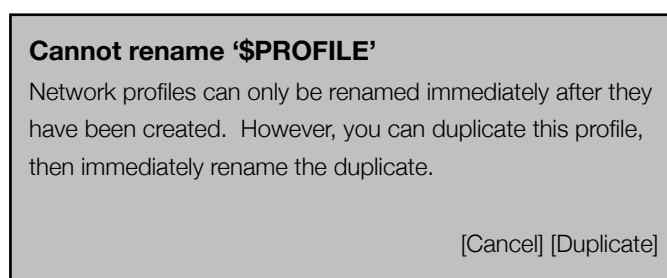 Cannot rename ‘$PROFILE’
Network profiles can only be renamed immediately after they
have been created.  However, you can duplicate this profile,
then immediately rename the duplicate.
[Cancel] [Duplicate]